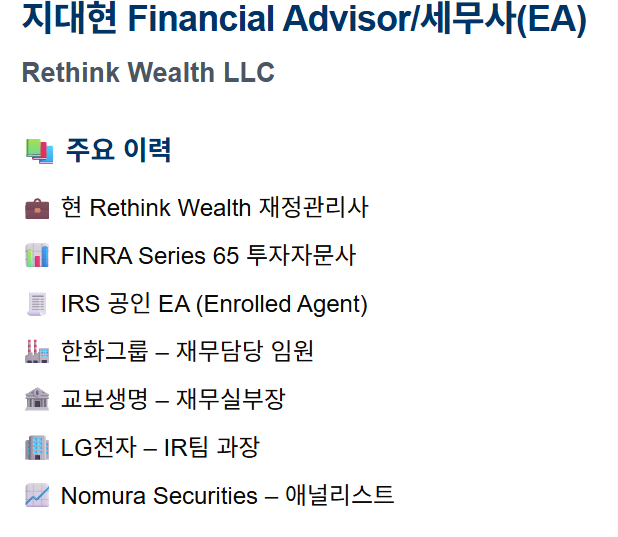 지대현 Financial Advisor/세무사(EA)
Rethink Wealth LLC
주요 이력
현 Rethink Wealth 재정관리사
FINRA Series 65 투자자문사
IRS 공인 EA (Enrolled Agent)
한화그룹 – 재무담당 임원
교보생명 – 재무실부장
LG전자 – IR팀 과장
Nomura Securities – 애널리스트